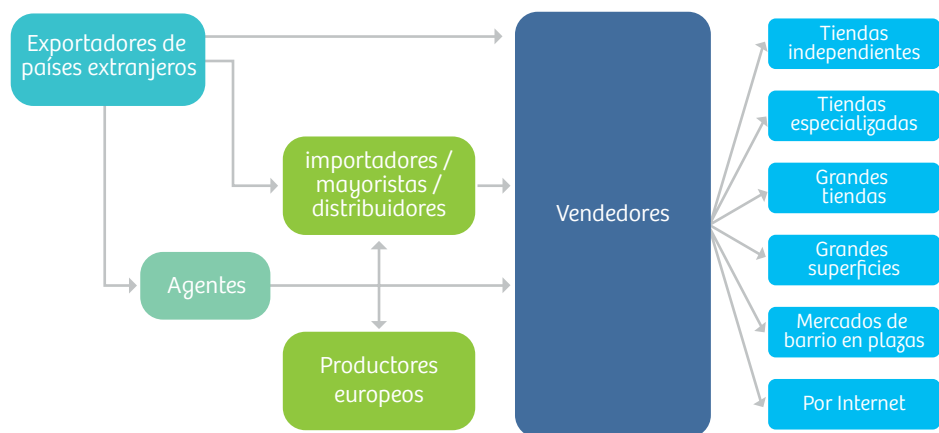 Exportadores de
países extranjeros
importadores /
mayoristas /
distribuidores
Agentes
Productores
europeos
Vendedores
Tiendas
independientes
Tiendas
especializadas
Grandes
tiendas
Grandes
superficies
Mercados de
barrio en plazas
Por Internet